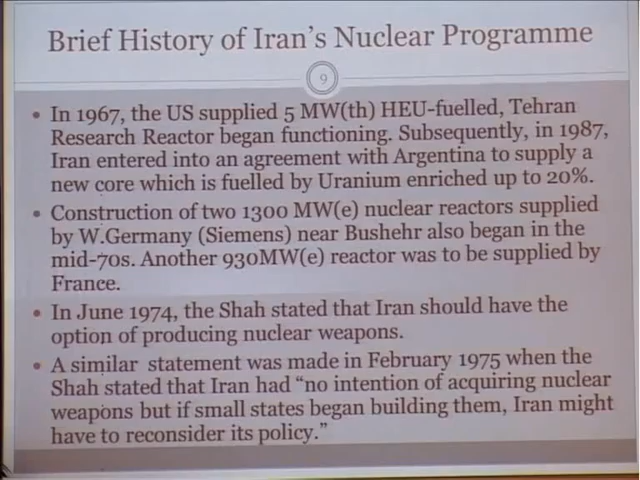 Brief History of Iran's Nuclear Programme
9
• In 1967, the US supplied 5 MW(th) HEU-fuelled, Tehran
Research Reactor began functioning. Subsequently, in 1987,
Iran entered into an agreement with Argentina to supply a
new core which is fuelled by Uranium enriched up to 20%.
• Construction of two 1300 MW(e) nuclear reactors supplied
by W.Germany (Siemens) near Bushehr also began in the
mid-70s. Another 930MW(e) reactor was to be supplied by
France.
• In June 1974, the Shah stated that Iran should have the
option of producing nuclear weapons.
• A similar statement was made in February 1975 when the
Shah stated that Iran had “no intention of acquiring nuclear
weapons but if small states began building them, Iran might
have to reconsider its policy.”